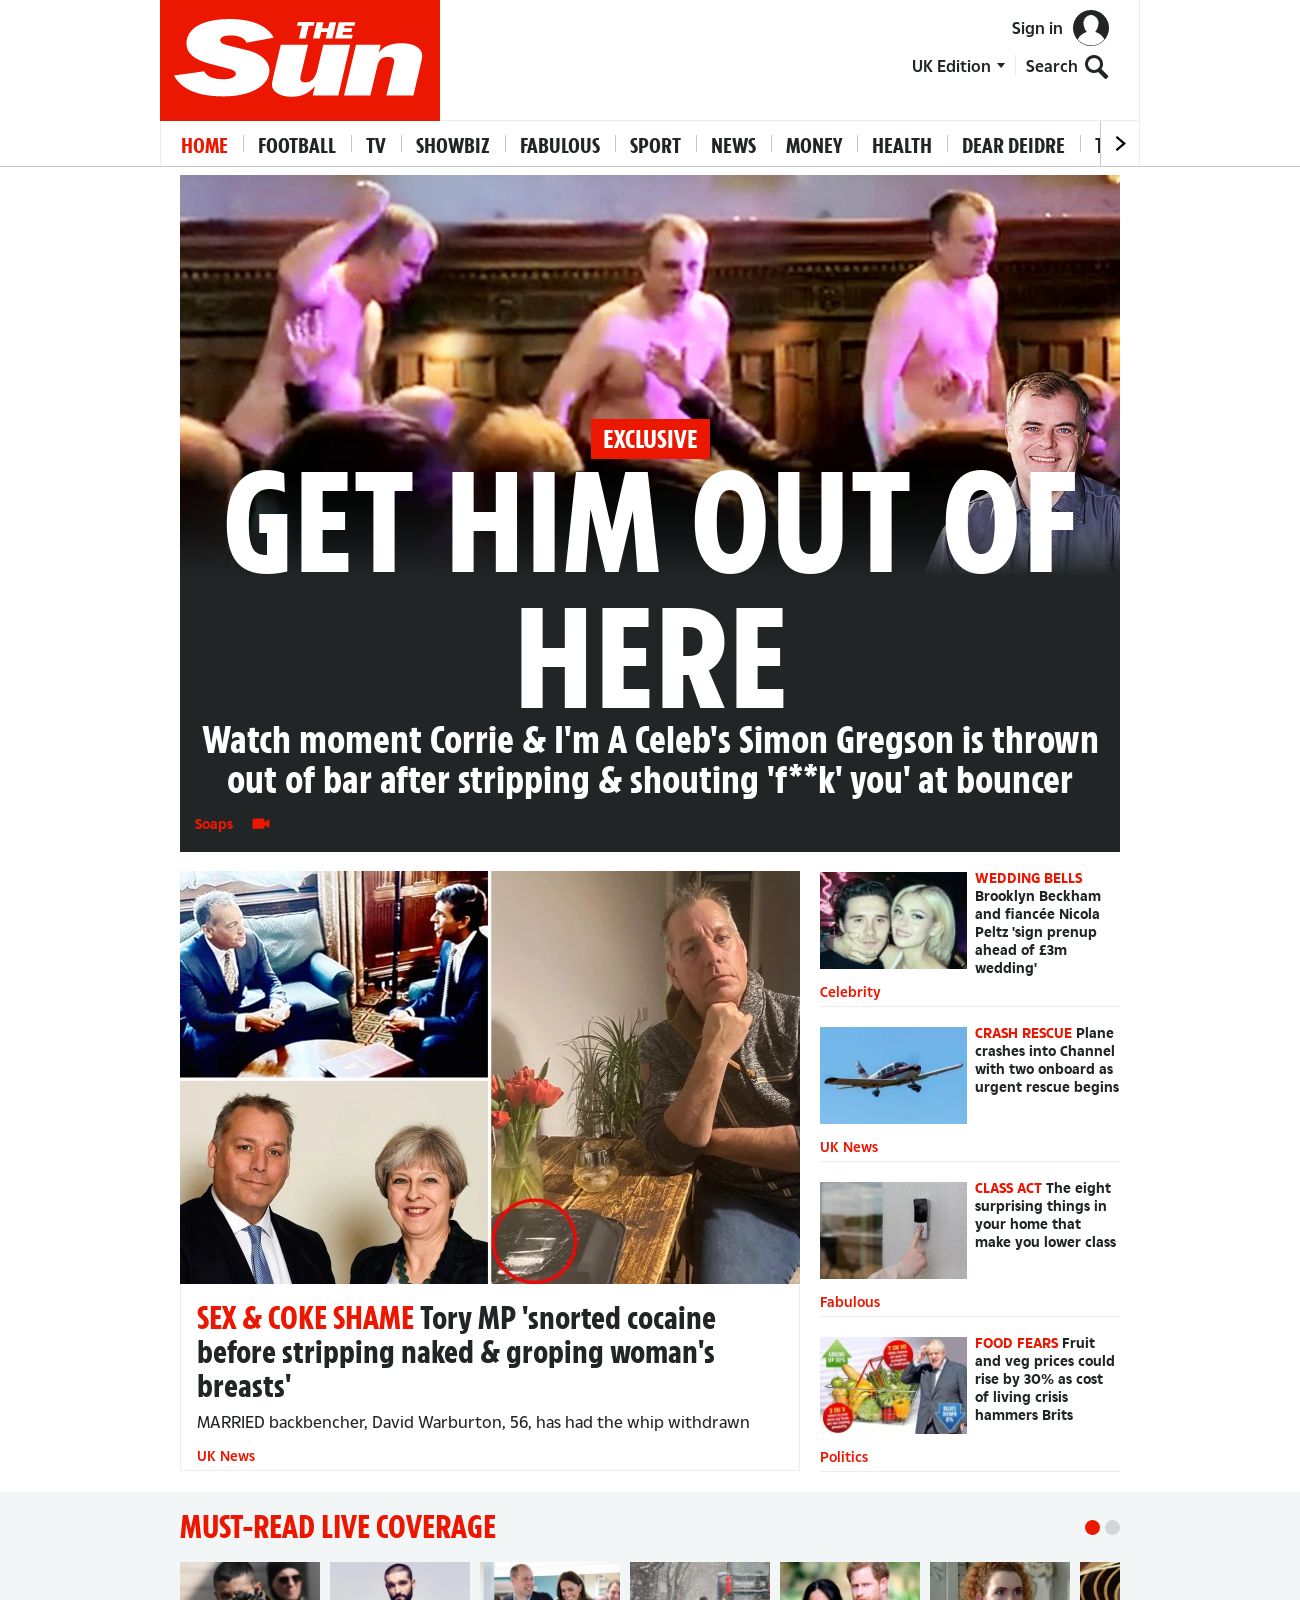 THE
Sun
Sign in
UK Edition
Search
HOME
FOOTBALL
TV
SHOWBIZ
FABULOUS
SPORT
NEWS
MONEY
HEALTH
DEAR DEIDRE
EXCLUSIVE
GET HIM OUT OF
HERE
Watch moment Corrie & I'm A Celeb's Simon Gregson is thrown
out of bar after stripping & shouting 'f**k' you' at bouncer
Soaps
SEX & COKE SHAME Tory MP 'snorted cocaine
before stripping naked & groping woman's
breasts'
MARRIED backbencher, David Warburton, 56, has had the whip withdrawn
UK News
WEDDING BELLS
Brooklyn Beckham
and fiancée Nicola
Peltz 'sign prenup
ahead of £3m
wedding'
Celebrity
CRASH RESCUE Plane
crashes into Channel
with two onboard as
urgent rescue begins
UK News
CLASS ACT The eight
surprising things in
your home that
make you lower class
Fabulous
FOOD FEARS Fruit
and veg prices could
rise by 30% as cost
of living crisis
hammers Brits
Politics
MUST-READ LIVE COVERAGE